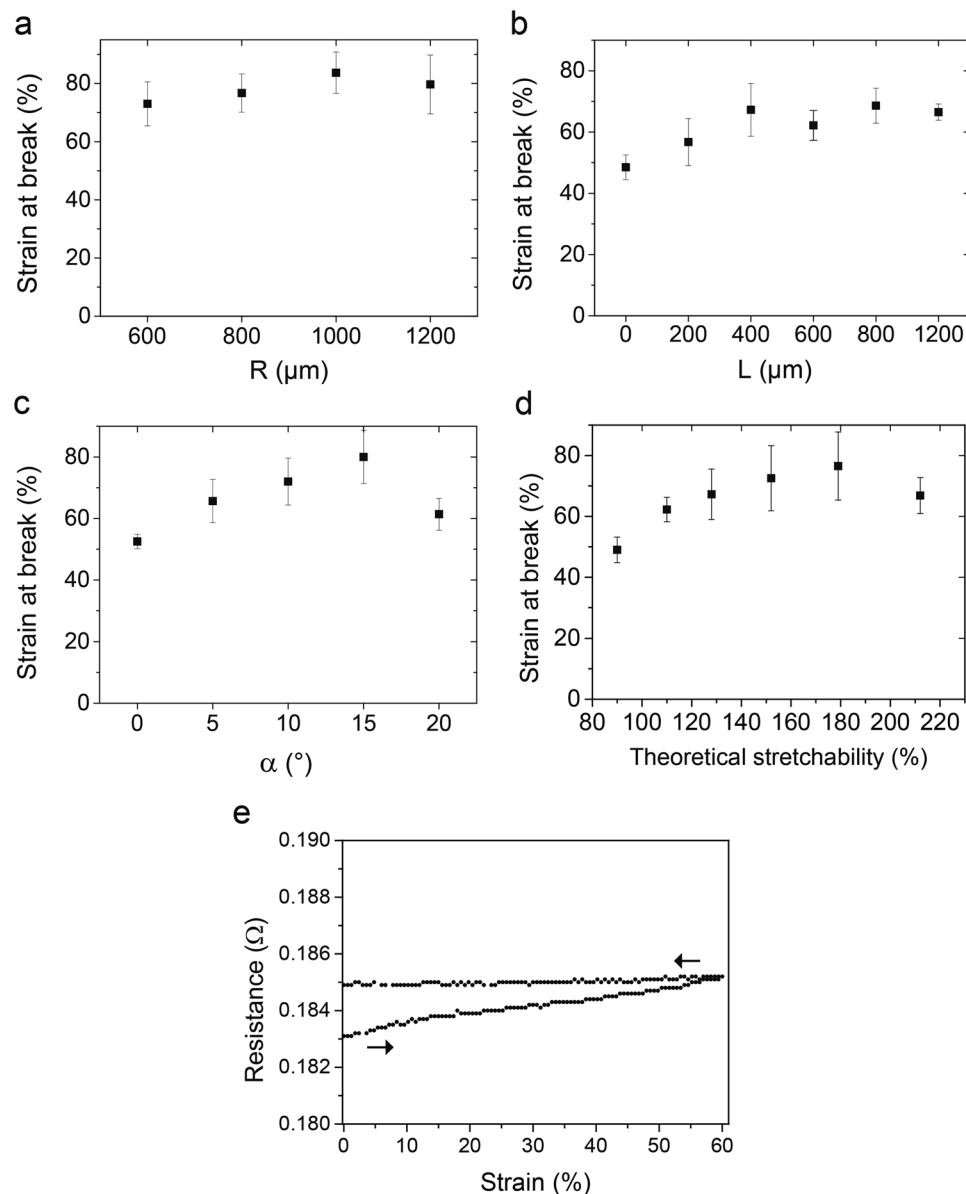 a
Strain at break (%)
80
60
40
20
0
600 800 1000 1200
R (µm)
b
Strain at break (%)
80
60
40
20
0
0 200 400 600 800 1200
L (µm)
c
Strain at break (%)
80
60
40
20
0
0 5 10 15 20
α (°)
d
Strain at break (%)
80
60
40
20
0
80 100 120 140 160 180 200 220
Theoretical stretchability (%)
e
Resistance (Ω)
0.190
0.188
0.186
0.184
0.182
0.180
0 10 20 30 40 50 60
Strain (%)